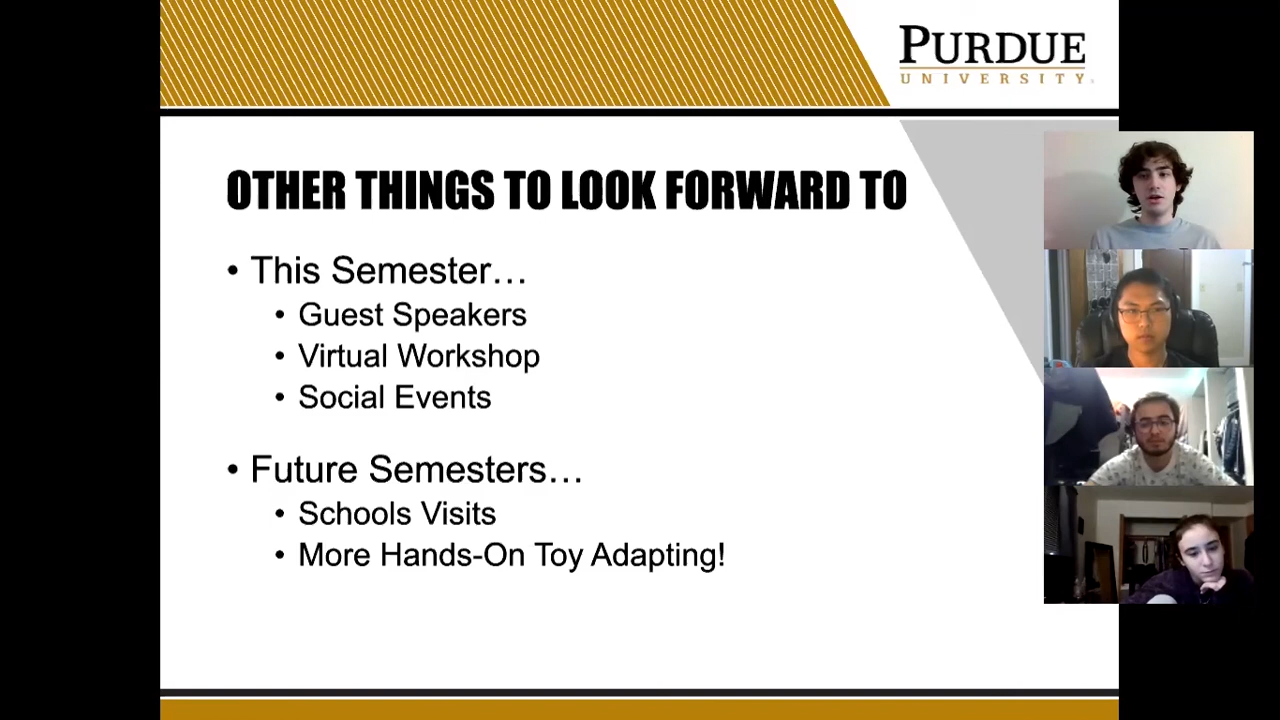 PURDUE
UNIVERSITY
OTHER THINGS TO LOOK FORWARD TO
• This Semester…
• Guest Speakers
• Virtual Workshop
• Social Events
• Future Semesters…
• Schools Visits
• More Hands-On Toy Adapting!